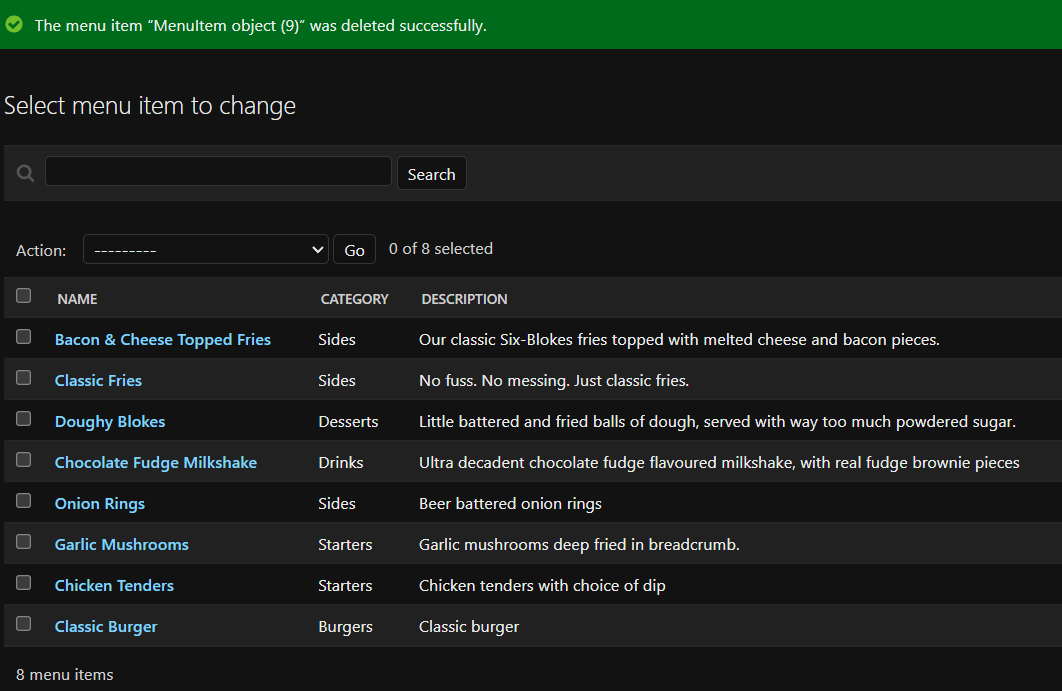 The menu item “MenuItem object (9)” was deleted successfully.
Select menu item to change
Search
Action: --------- Go 0 of 8 selected
NAME CATEGORY DESCRIPTION
Bacon & Cheese Topped Fries Sides Our classic Six-Blokes fries topped with melted cheese and bacon pieces.
Classic Fries Sides No fuss. No messing. Just classic fries.
Doughy Blokes Desserts Little battered and fried balls of dough, served with way too much powdered sugar.
Chocolate Fudge Milkshake Drinks Ultra decadent chocolate fudge flavoured milkshake, with real fudge brownie pieces
Onion Rings Sides Beer battered onion rings
Garlic Mushrooms Starters Garlic mushrooms deep fried in breadcrumb.
Chicken Tenders Starters Chicken tenders with choice of dip
Classic Burger Burgers Classic burger
8 menu items